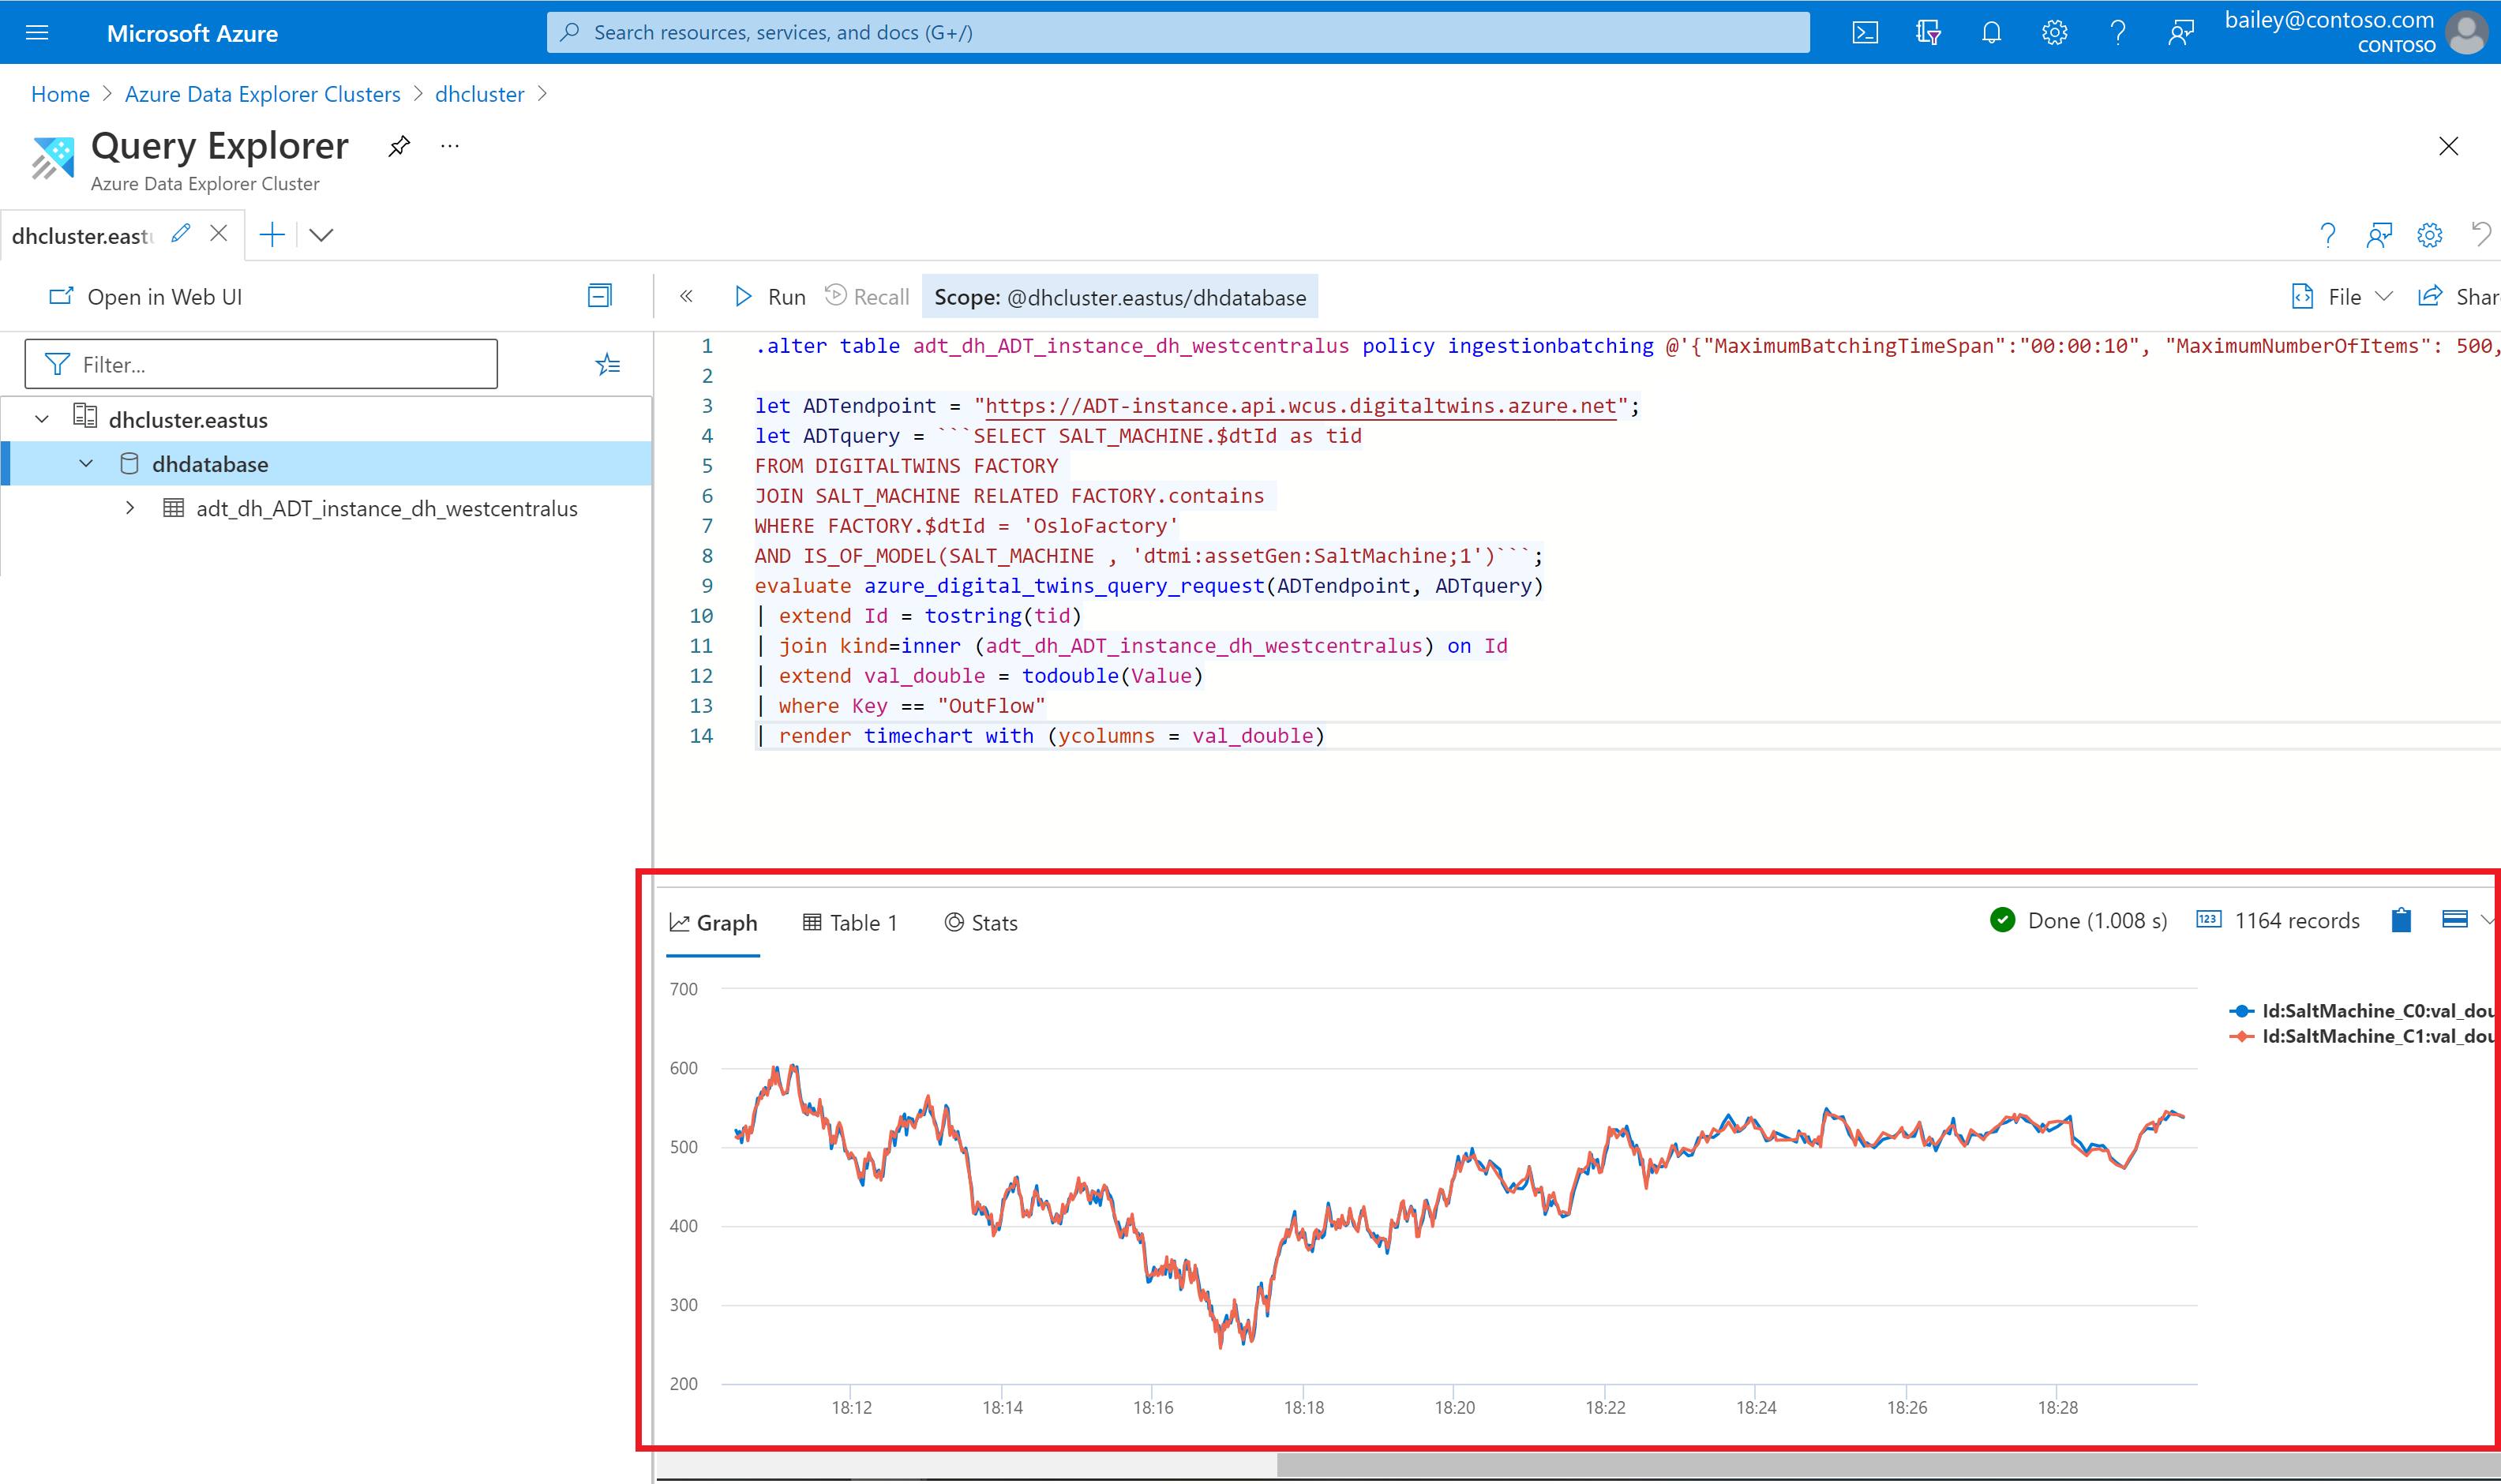 Microsoft Azure
Search resources, services, and docs (G+/)
bailey@contoso.com
CONTOSO
Home > Azure Data Explorer Clusters > dhcluster >
Query Explorer
...
Azure Data Explorer Cluster
dhcluster.eastu
Open in Web UI
Run Recall Scope: @dhcluster.eastus/dhdatabase File Shar
Filter...
dhcluster.eastus
dhdatabase
adt_dh_ADT_instance_dh_westcentralus
1 .alter table adt_dh_ADT_instance_dh_westcentralus policy ingestionbatching @'{"MaximumBatchingTimeSpan":"00:00:10", "MaximumNumberOfItems": 500,
2
3 let ADTendpoint = "https://ADT-instance.api.wcus.digitaltwins.azure.net";
4 let ADTquery = ```SELECT SALT_MACHINE.$dtId as tid
5 FROM DIGITALTWINS FACTORY
6 JOIN SALT_MACHINE RELATED FACTORY.contains
7 WHERE FACTORY.$dtId = 'OsloFactory'
8 AND IS_OF_MODEL(SALT_MACHINE , 'dtmi:assetGen:SaltMachine;1')```;
9 evaluate azure_digital_twins_query_request(ADTendpoint, ADTquery)
10 | extend Id = tostring(tid)
11 | join kind=inner (adt_dh_ADT_instance_dh_westcentralus) on Id
12 | extend val_double = todouble(Value)
13 | where Key == "OutFlow"
14 | render timechart with (ycolumns = val_double)
Graph Table 1 Stats Done (1.008 s) 123 1164 records
700
600
500
400
300
200
18:12 18:14 18:16 18:18 18:20 18:22 18:24 18:26 18:28
Id:SaltMachine_C0:val_dou
Id:SaltMachine_C1:val_dou